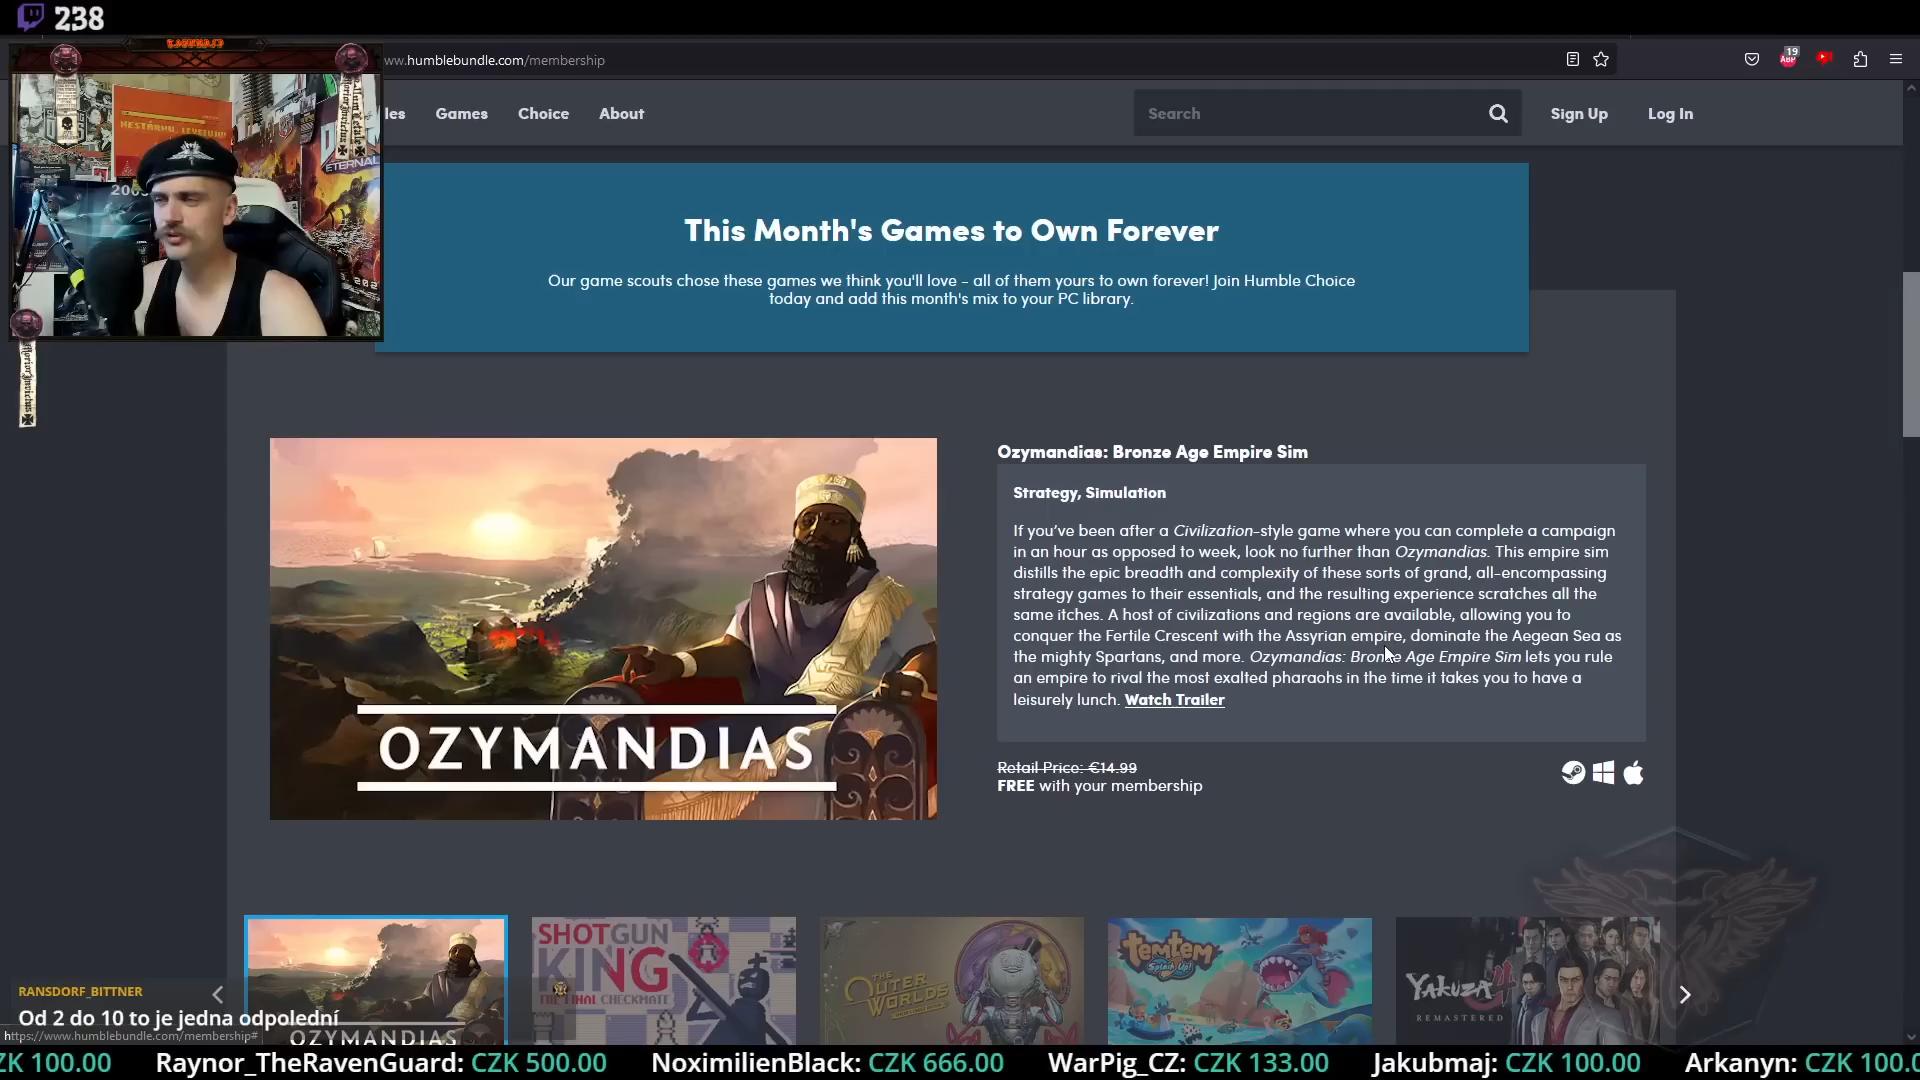 238
www.humblebundle.com/membership
19
ABP
les
Games
Choice
About
Search
Sign Up
Log In
NESTÁRNU, LEVELUJU!
ETERNAL
200
This Month's Games to Own Forever
Our game scouts chose these games we think you'll love - all of them yours to own forever! Join Humble Choice
today and add this month's mix to your PC library.
Ozymandias: Bronze Age Empire Sim
Strategy, Simulation
If you've been after a Civilization-style game where you can complete a campaign
in an hour as opposed to week, look no further than Ozymandias. This empire sim
distills the epic breadth and complexity of these sorts of grand, all-encompassing
strategy games to their essentials, and the resulting experience scratches all the
same itches. A host of civilizations and regions are available, allowing you to
conquer the Fertile Crescent with the Assyrian empire, dominate the Aegean Sea as
the mighty Spartans, and more. Ozymandias: Bronze Age Empire Sim lets you rule
an empire to rival the most exalted pharaohs in the time it takes you to have a
leisurely lunch. Watch Trailer
OZYMANDIAS
Retail Price: €14.99
FREE with your membership
SHOTGUN
KING
THE FINAL CHECKMATE
THE
OUTER
WORLDS
temtem
Splash Up!
YAKUZA 4
REMASTERED
RANSDORF_BITTNER
Od 2 do 10 to je jedna odpolední
OZYMANDIAS
https://www.humblebundle.com/membership#
ZK 100.00 Raynor_TheRavenGuard: CZK 500.00 NoximilienBlack: CZK 666.00 WarPig_CZ: CZK 133.00 Jakubmaj: CZK 100.00 Arkanyn: CZK 100.0